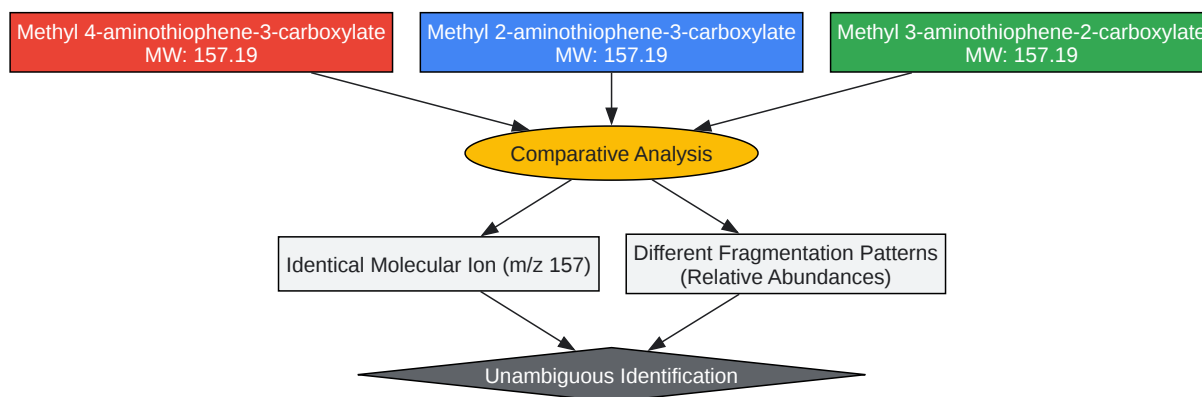 Methyl 4-aminothiophene-3-carboxylate
MW: 157.19
Methyl 2-aminothiophene-3-carboxylate
MW: 157.19
Methyl 3-aminothiophene-2-carboxylate
MW: 157.19
Comparative Analysis
Identical Molecular Ion (m/z 157)
Different Fragmentation Patterns
(Relative Abundances)
Unambiguous Identification